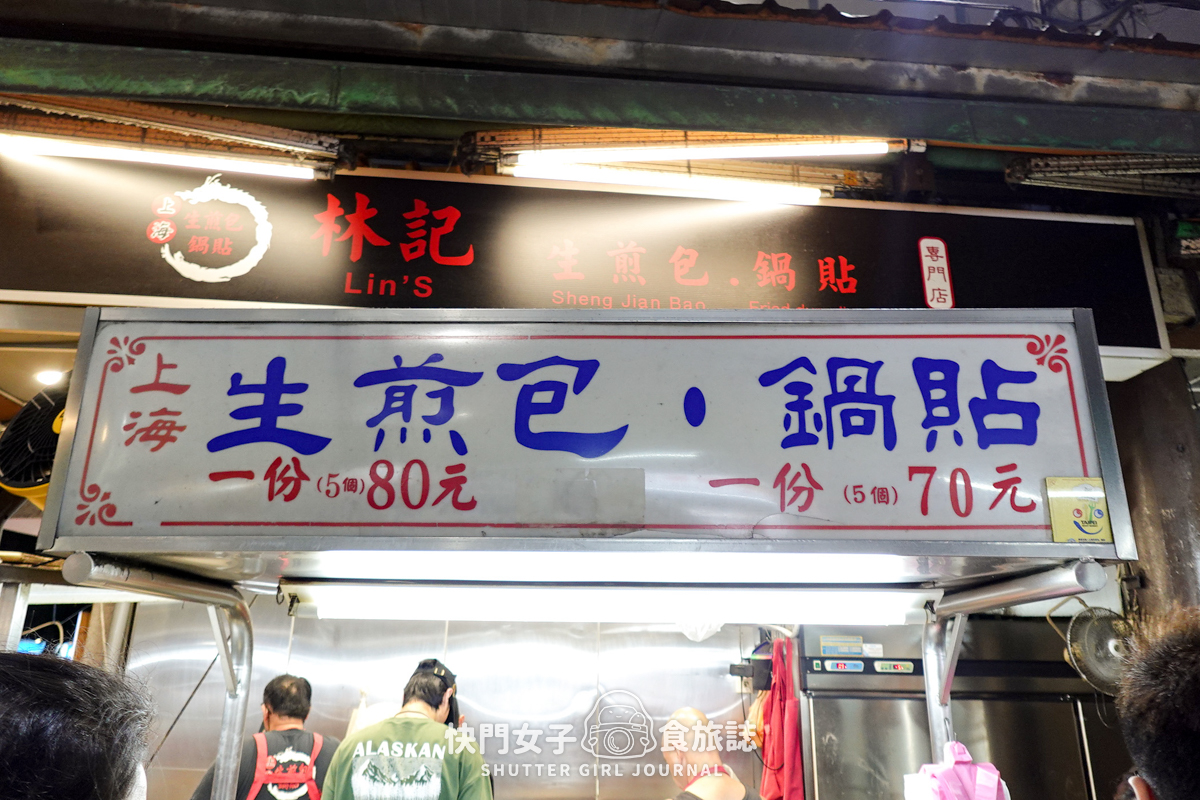 上海
生煎包
鍋貼
林記
Lin'S
生煎包.鍋貼
Sheng Jian Bao
專門店
上海
生煎包・鍋貼
一份(5個)80元
一份(5個)70元
TAIPEI
ALASKAN
快門女子食旅誌
SHUTTER GIRL JOURNAL